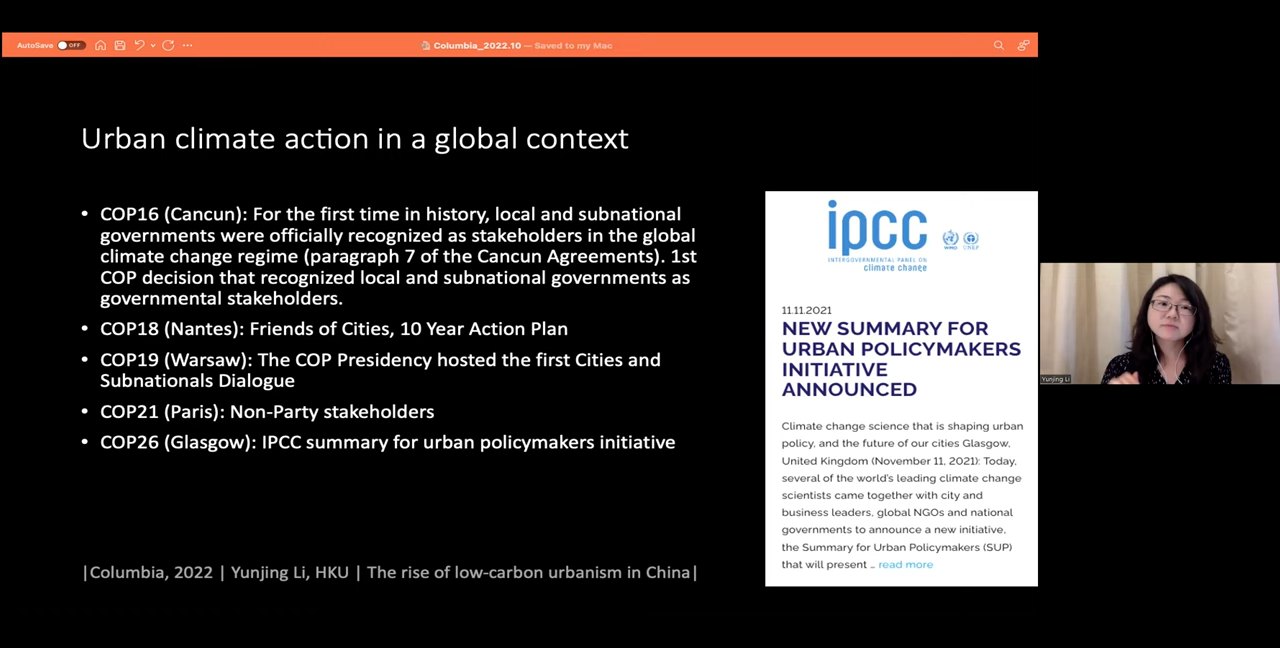 AutoSave OFF
Columbia_2022.10 — Saved to my Mac
Urban climate action in a global context
• COP16 (Cancun): For the first time in history, local and subnational
governments were officially recognized as stakeholders in the global
climate change regime (paragraph 7 of the Cancun Agreements). 1st
COP decision that recognized local and subnational governments as
governmental stakeholders.
• COP18 (Nantes): Friends of Cities, 10 Year Action Plan
• COP19 (Warsaw): The COP Presidency hosted the first Cities and
Subnationals Dialogue
• COP21 (Paris): Non-Party stakeholders
• COP26 (Glasgow): IPCC summary for urban policymakers initiative
|Columbia, 2022 | Yunjing Li, HKU | The rise of low-carbon urbanism in China|
ipcc
INTERGOVERNMENTAL PANEL ON
climate change
WMO UNEP
11.11.2021
NEW SUMMARY FOR
URBAN POLICYMAKERS
INITIATIVE
ANNOUNCED
Climate change science that is shaping urban
policy, and the future of our cities Glasgow,
United Kingdom (November 11, 2021): Today,
several of the world's leading climate change
scientists came together with city and
business leaders, global NGOs and national
governments to announce a new initiative,
the Summary for Urban Policymakers (SUP)
that will present ... read more
Yunjing Li